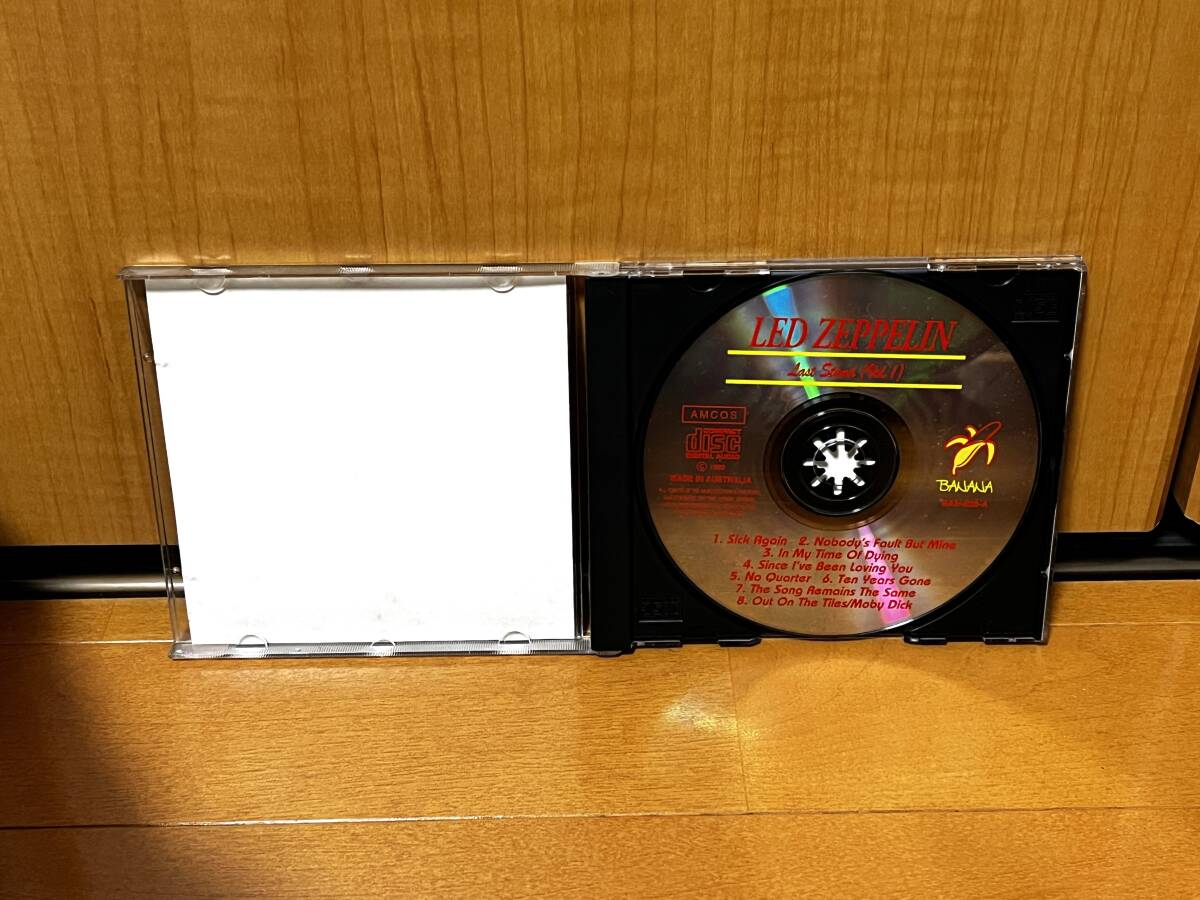 LED ZEPPELIN
Last Stand (Vol. 1)
AMCOS
COMPACT
disc
DIGITAL AUDIO
MADE IN AUSTRALIA
BANANA
1. Sick Again 2. Nobody's Fault But Mine
3. In My Time Of Dying
4. Since I've Been Loving You
5. No Quarter 6. Ten Years Gone
7. The Song Remains The Same
8. Out On The Tiles/Moby Dick